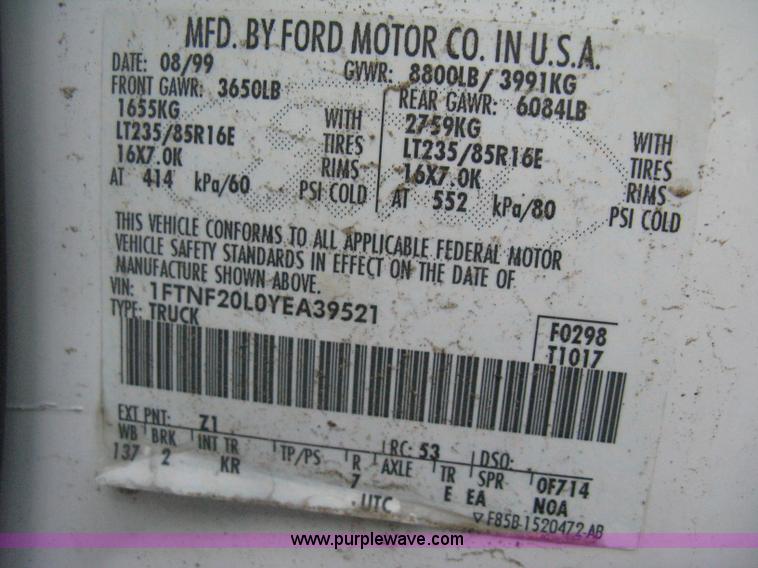 MFD. BY FORD MOTOR CO. IN U.S.A.
DATE: 08/99 GVWR: 8800LB/ 3991KG
FRONT GAWR: 3650LB REAR GAWR: 6084LB
1655KG WITH 2759KG WITH
LT235/85R16E TIRES LT235/85R16E TIRES
16X7.0K RIMS 16X7.0K RIMS
AT 414 kPa/60 PSI COLD AT 552 kPa/80 PSI COLD
THIS VEHICLE CONFORMS TO ALL APPLICABLE FEDERAL MOTOR
VEHICLE SAFETY STANDARDS IN EFFECT ON THE DATE OF
MANUFACTURE SHOWN ABOVE.
VIN: 1FTNF20L0YEA39521
TYPE: TRUCK
F0298
T1017
EXT PNT: Z1 RC: 53 DSO:
WB BRK INT TR TP/PS R AXLE TR SPR 0F714
137 2 KR 7 E EA NOA
UTC ▽ F85B-1520472-AB
www.purplewave.com